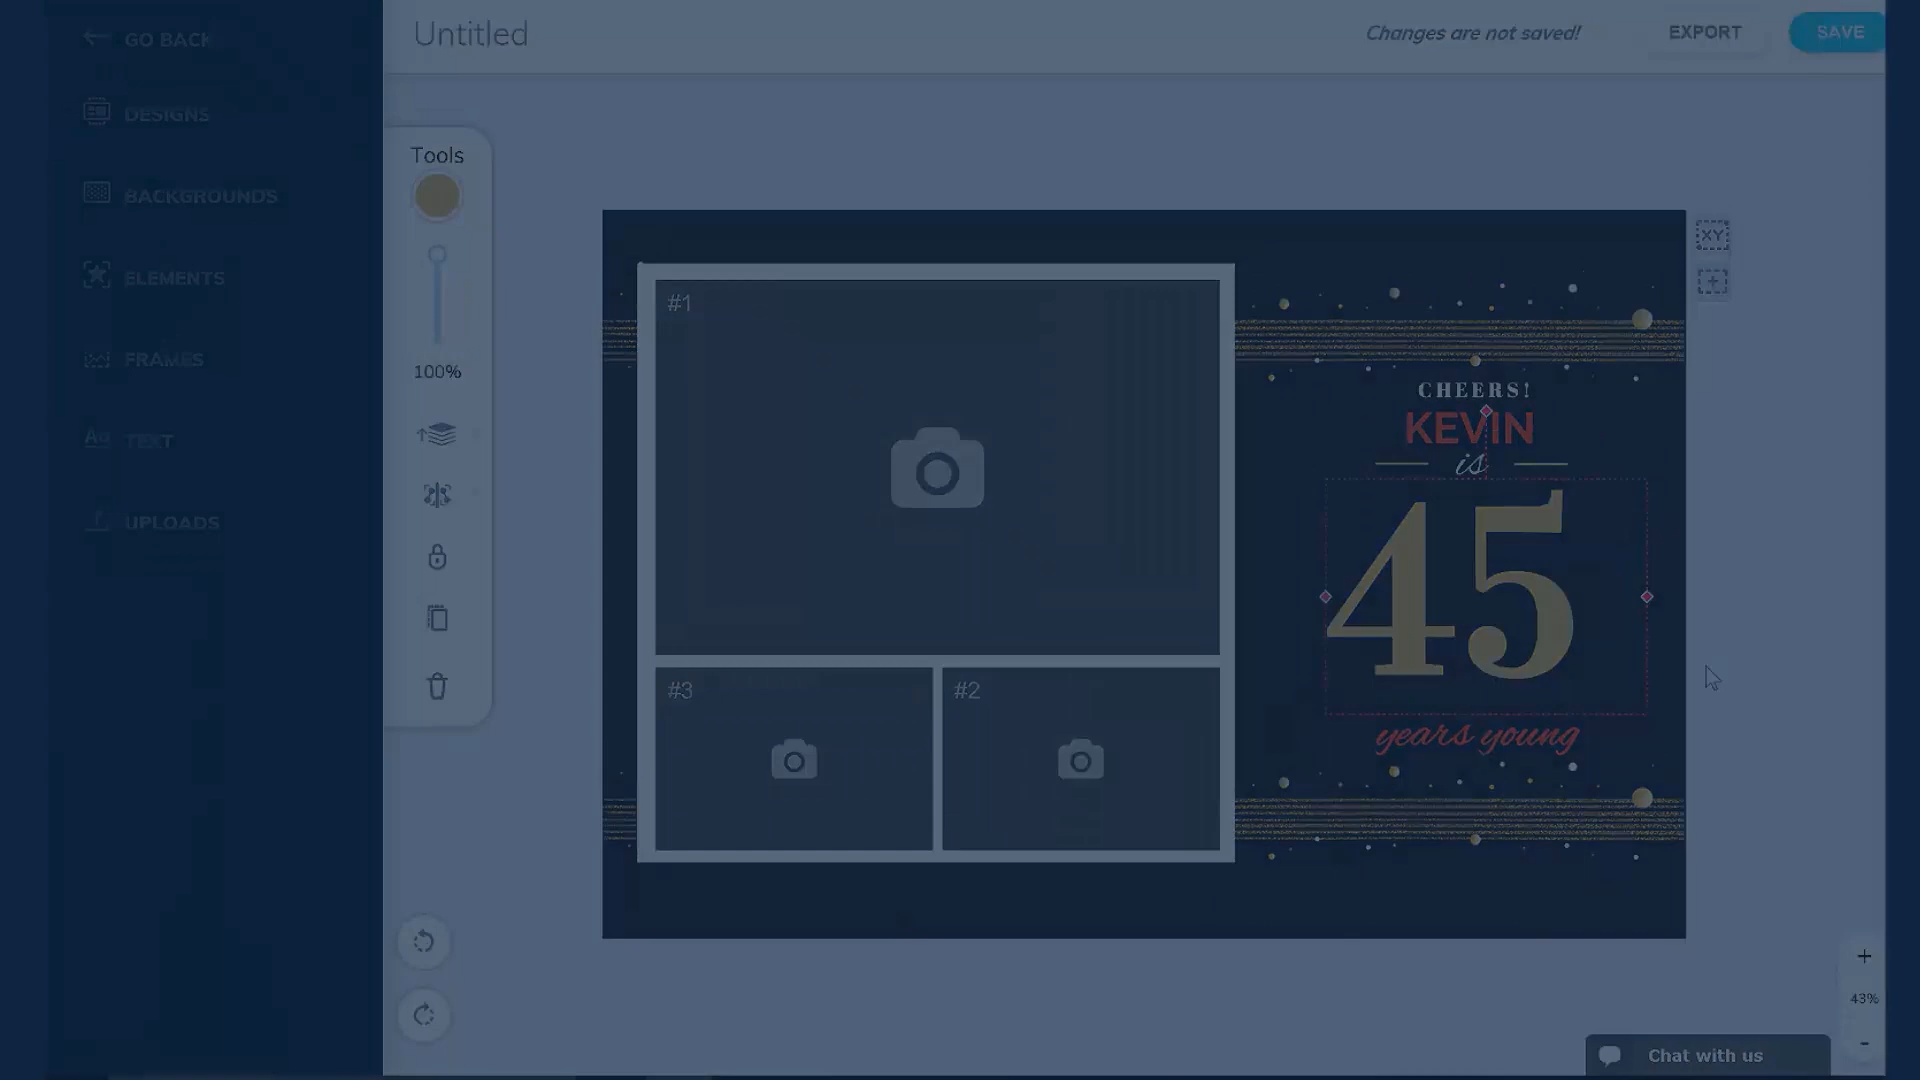 GO BACK
Untitled
Changes are not saved!
EXPORT
SAVE
DESIGNS
BACKGROUNDS
ELEMENTS
FRAMES
Aa TEXT
UPLOADS
Tools
100%
XY
#1
#3
#2
CHEERS!
KEVIN
is
45
years young
+
43%
-
Chat with us